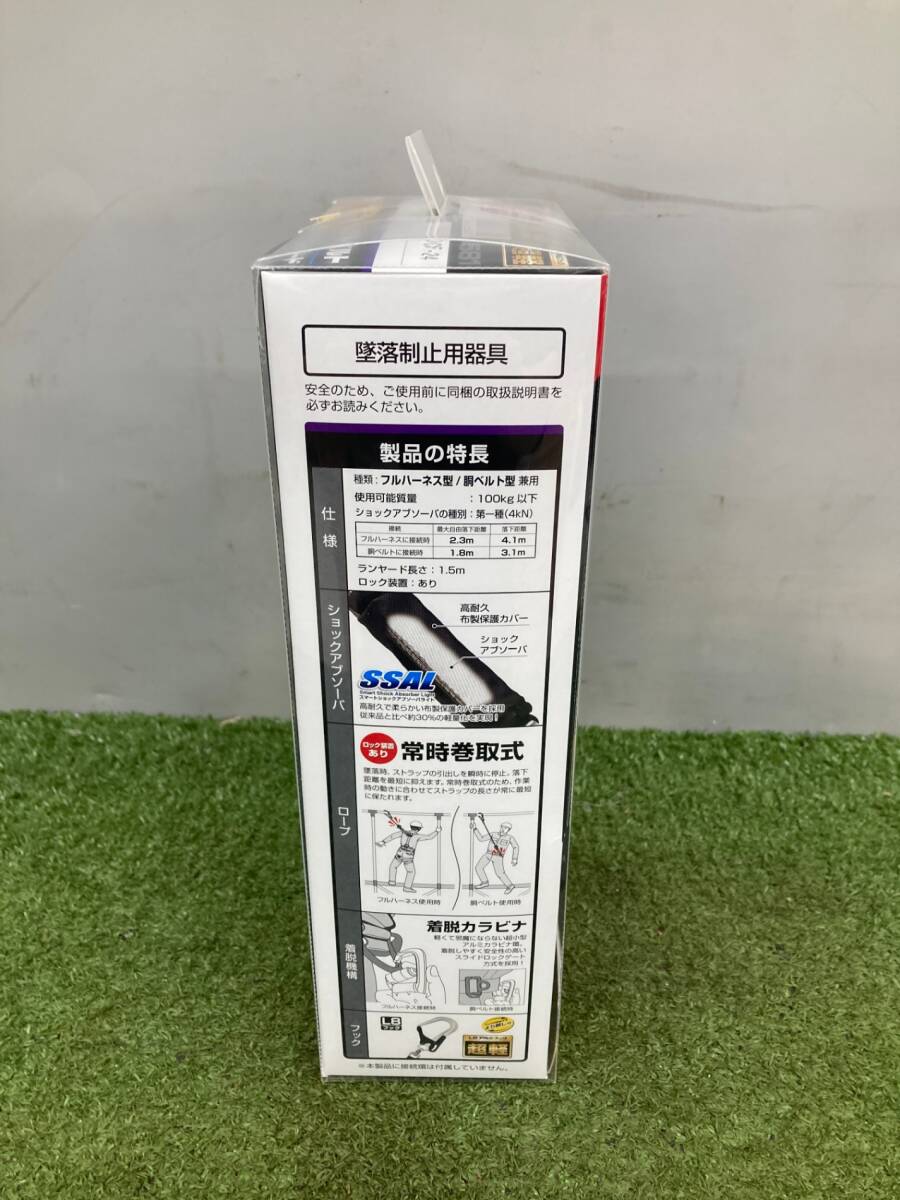 墜落制止用器具
安全のため、ご使用前に同梱の取扱説明書を
必ずお読みください。
製品の特長
仕様
種類：フルハーネス型 / 胴ベルト型 兼用
使用可能質量 ：100kg 以下
ショックアブソーバの種別：第一種(4kN)
接続 最大自由落下距離 落下距離
フルハーネスに接続時 2.3m 4.1m
胴ベルトに接続時 1.8m 3.1m
ランヤード長さ：1.5m
ロック装置：あり
ショックアブソーバ
高耐久
布製保護カバー
ショック
アブソーバ
SSAL
Smart Shock Absorber Light
スマートショックアブソーバライト
高耐久で柔らかい布製保護カバーを採用
従来品と比べ約30%の軽量化を実現！
ロープ
ロック装置
あり
常時巻取式
墜落時、ストラップの引出しを瞬時に停止。落下
距離を最短に抑えます。常時巻取式のため、作業
時の動きに合わせてストラップの長さが常に最短
に保たれます。
フルハーネス使用時 胴ベルト使用時
着脱機構
着脱カラビナ
軽くて邪魔にならない超小型
アルミカラビナ環。
着脱しやすく安全性の高い
スライドロックゲート
方式を採用！
フルハーネス接続時 胴ベルト接続時
フック
LB
フック
超軽
※本製品に接続環は付属していません。